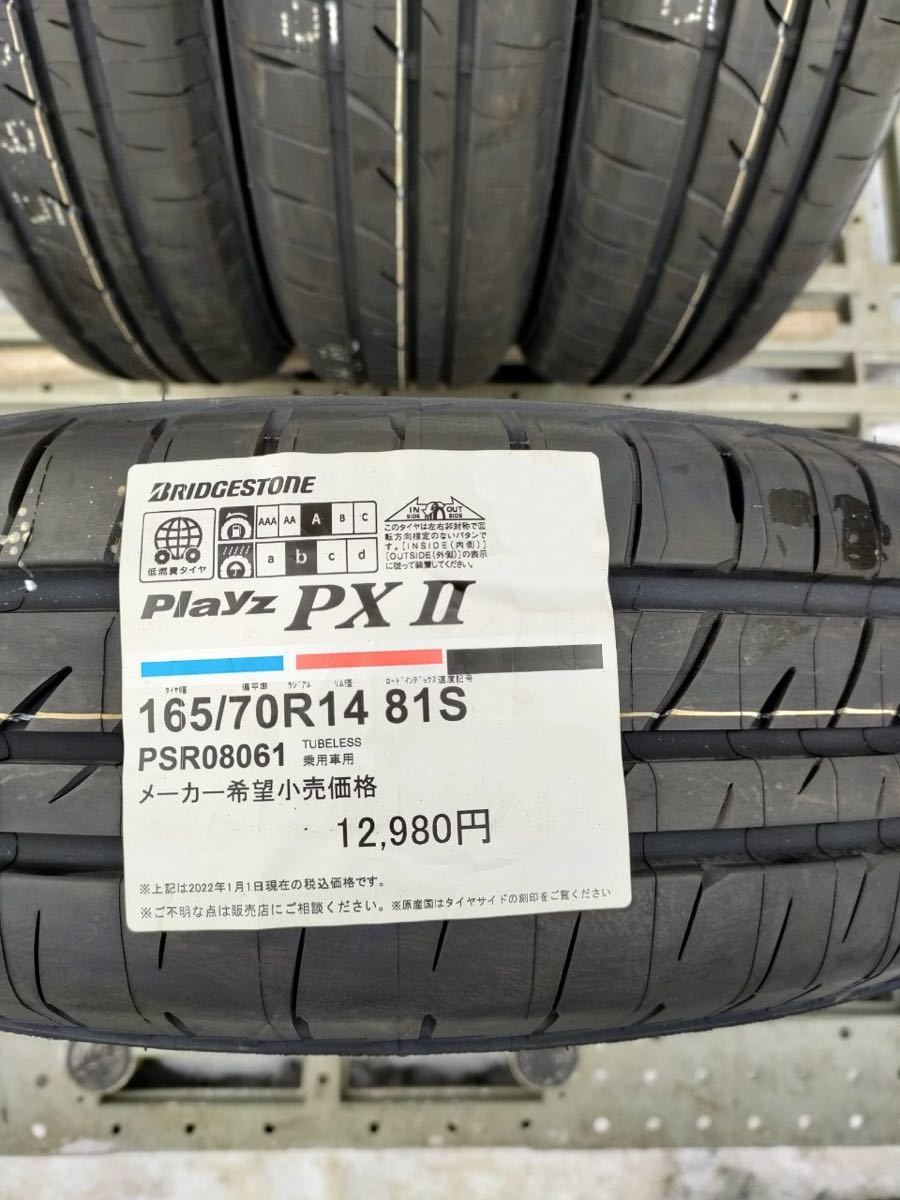 BRIDGESTONE
低燃費タイヤ
AAA AA A B C
a b c d
IN SIDE OUT SIDE
このタイヤは左右非対称で回
転方向指定のないパタンで
す。[INSIDE(内側)]
[OUTSIDE(外側)]の表示
に従って装着してください。
Playz PX II
タイヤの幅 偏平率 ラジアル リム径 ロードインデックス 速度記号
165/70R14 81S
PSR08061 TUBELESS
乗用車用
メーカー希望小売価格
12,980円
※上記は2022年1月1日現在の税込価格です。
※ご不明な点は販売店にご相談ください。※原産国はタイヤサイドの刻印をご覧ください